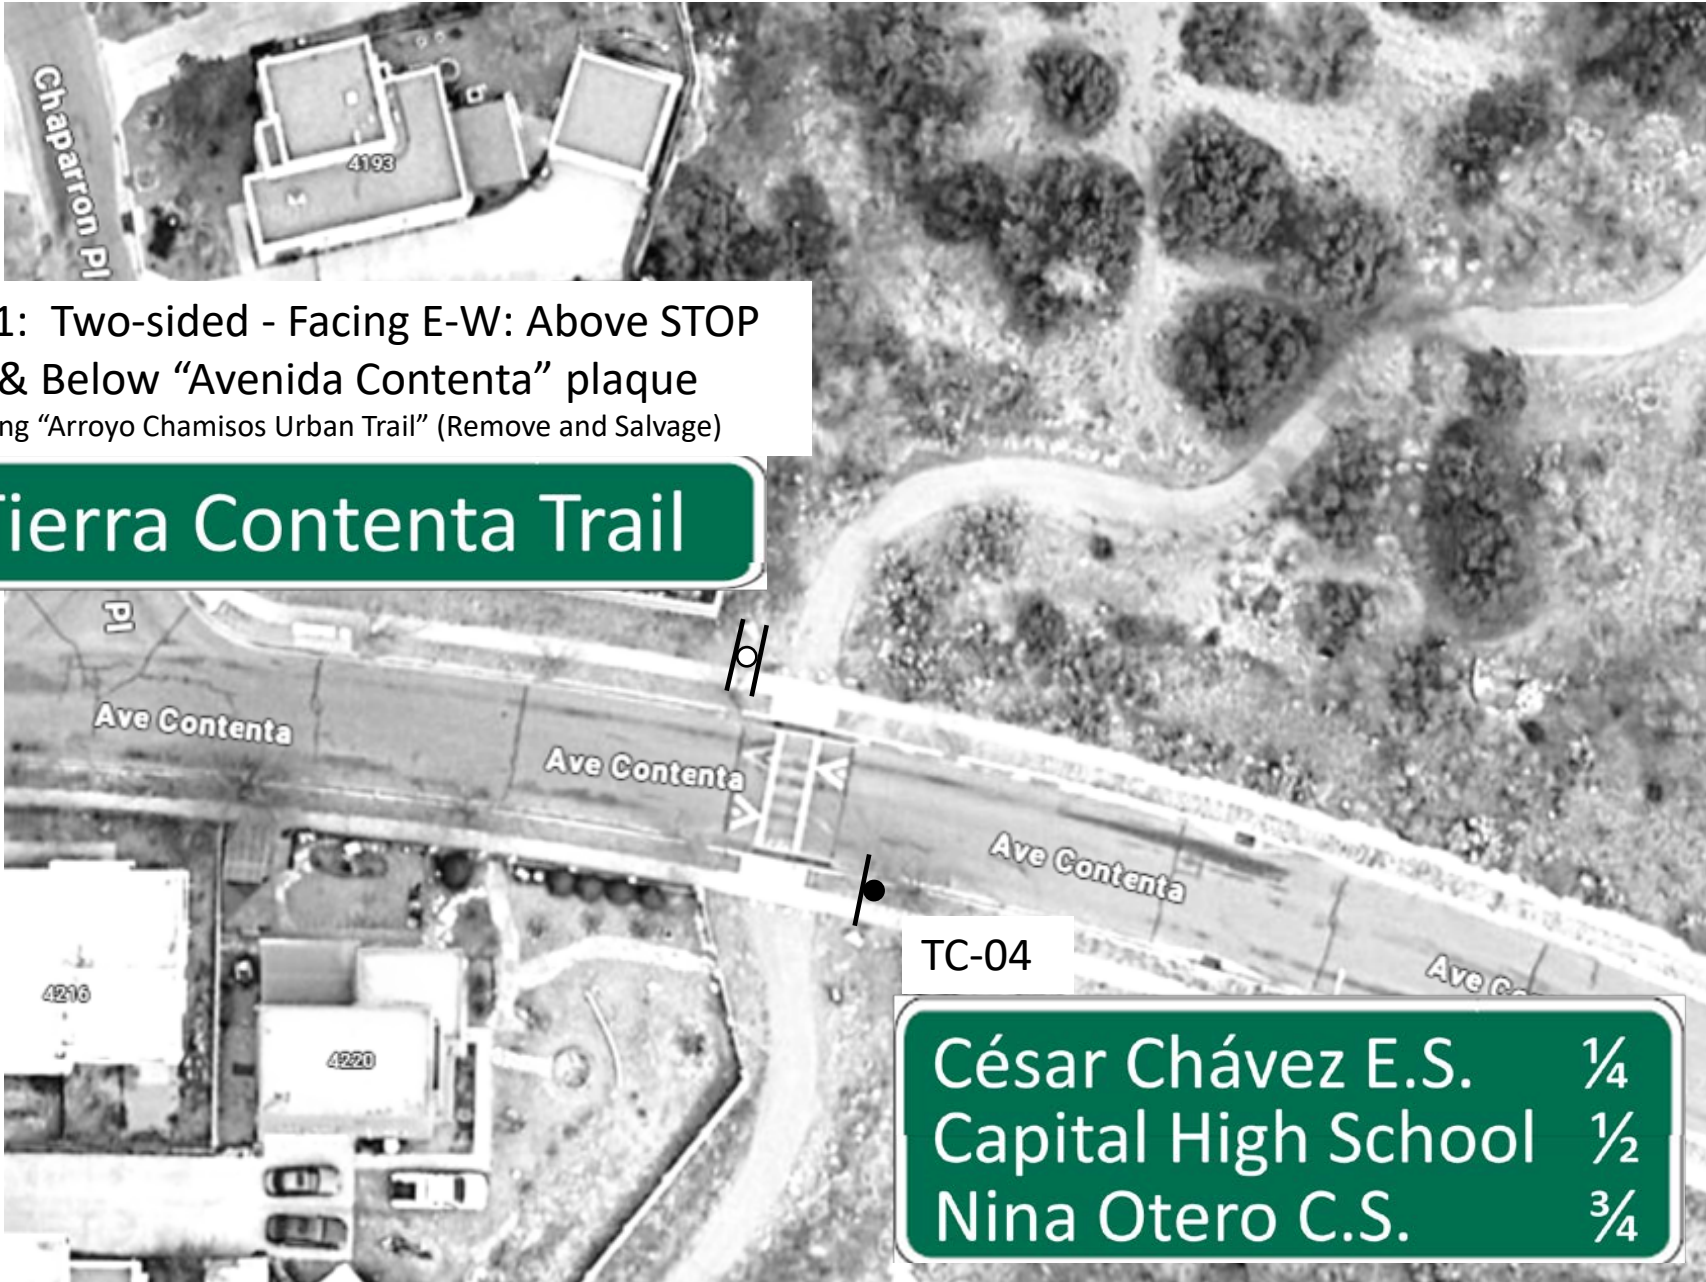 Chaparron Pl
4193
1: Two-sided - Facing E-W: Above STOP
& Below “Avenida Contenta” plaque
ng “Arroyo Chamisos Urban Trail” (Remove and Salvage)
Tierra Contenta Trail
Pl
Ave Contenta
Ave Contenta
Ave Contenta
TC-04
Ave
4216
4220
César Chávez E.S. ¼
Capital High School ½
Nina Otero C.S. ¾